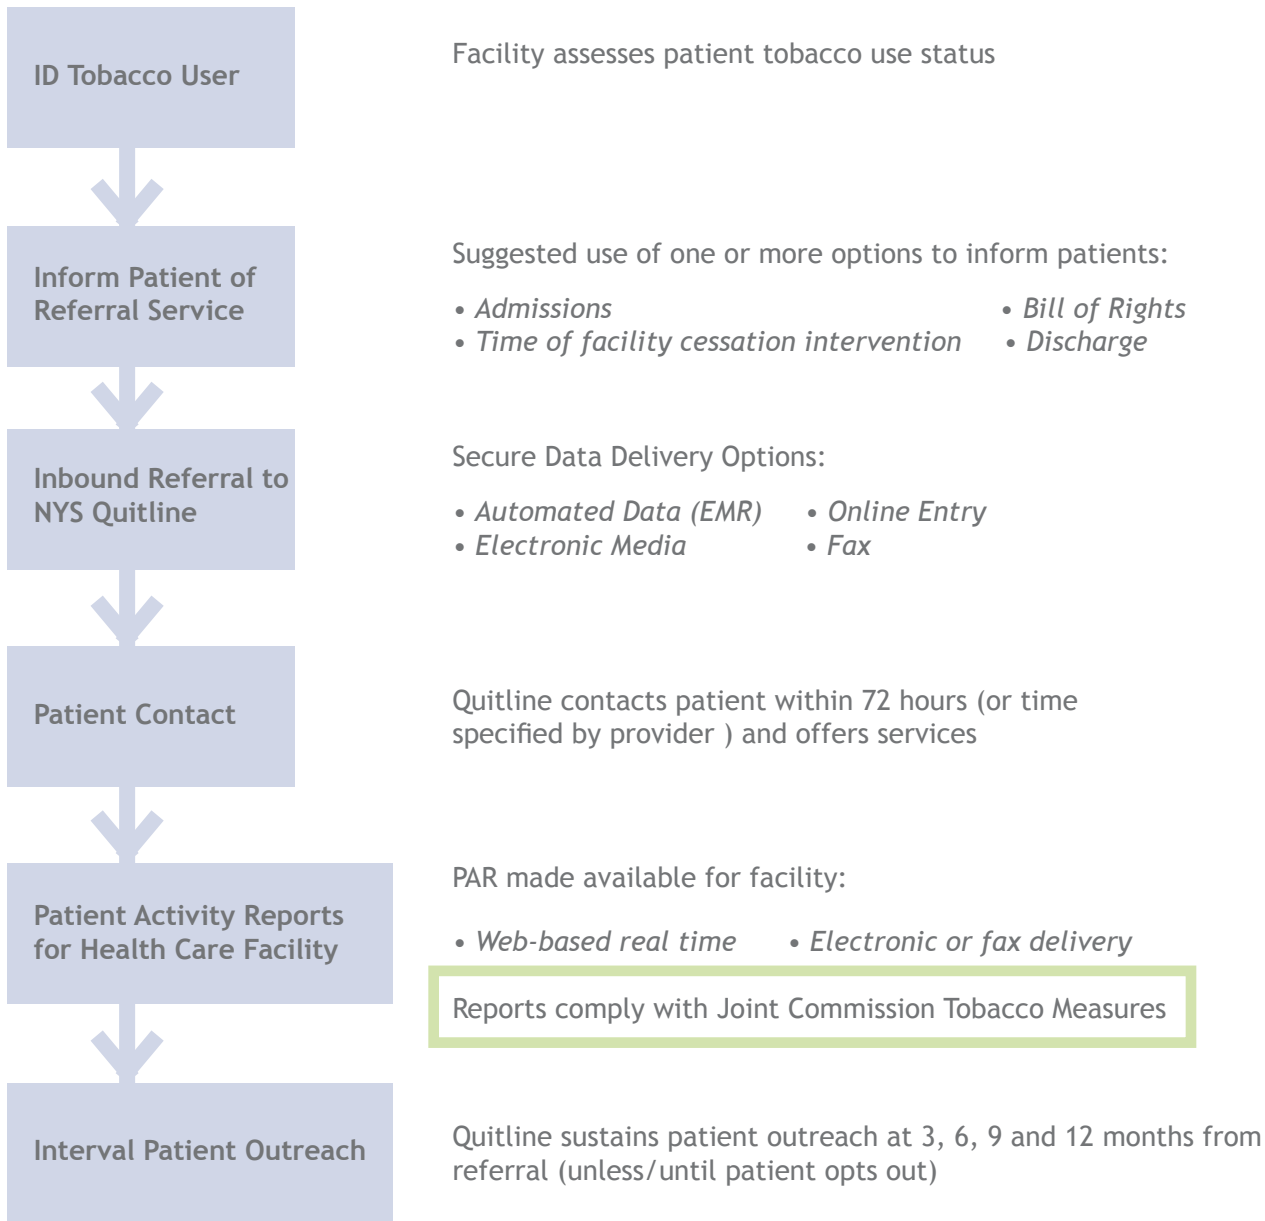 ID Tobacco User
Facility assesses patient tobacco use status
Inform Patient of
Referral Service
Suggested use of one or more options to inform patients:
• Admissions • Bill of Rights
• Time of facility cessation intervention • Discharge
Inbound Referral to
NYS Quitline
Secure Data Delivery Options:
• Automated Data (EMR) • Online Entry
• Electronic Media • Fax
Patient Contact
Quitline contacts patient within 72 hours (or time
specified by provider ) and offers services
Patient Activity Reports
for Health Care Facility
PAR made available for facility:
• Web-based real time • Electronic or fax delivery
Reports comply with Joint Commission Tobacco Measures
Interval Patient Outreach
Quitline sustains patient outreach at 3, 6, 9 and 12 months from
referral (unless/until patient opts out)